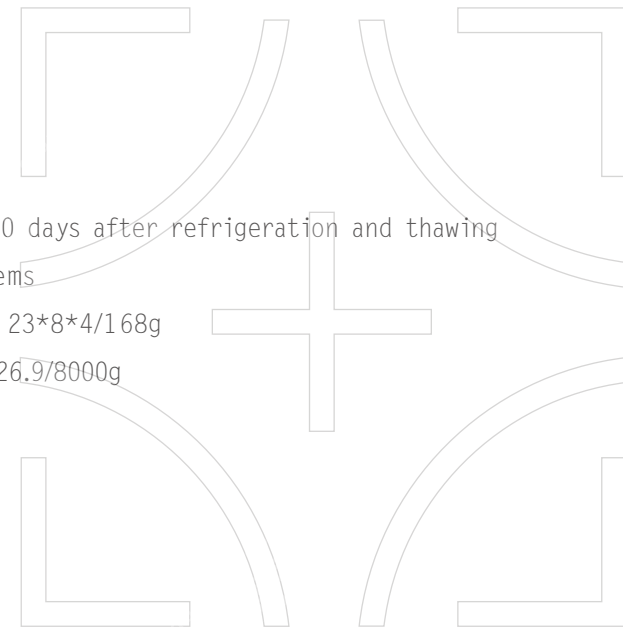 0 days after refrigeration and thawing
ems
23*8*4/168g
26.9/8000g